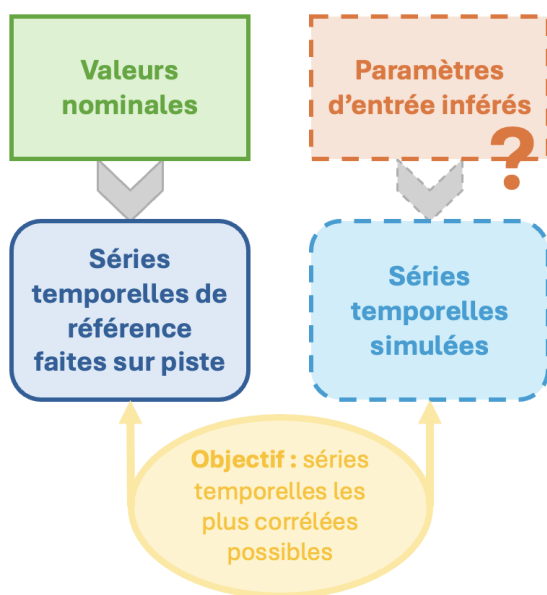 Valeurs
nominales
Paramètres
d'entrée inférés
?
Séries
temporelles de
référence
faites sur piste
Séries
temporelles
simulées
Objectif : séries
temporelles les
plus corrélées
possibles